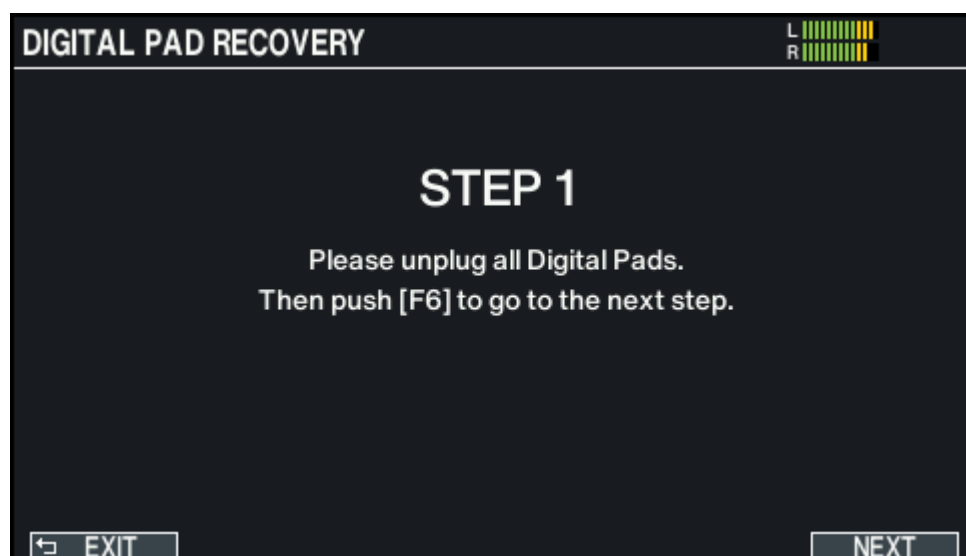 DIGITAL PAD RECOVERY
L
R
STEP 1
Please unplug all Digital Pads.
Then push [F6] to go to the next step.
EXIT
NEXT